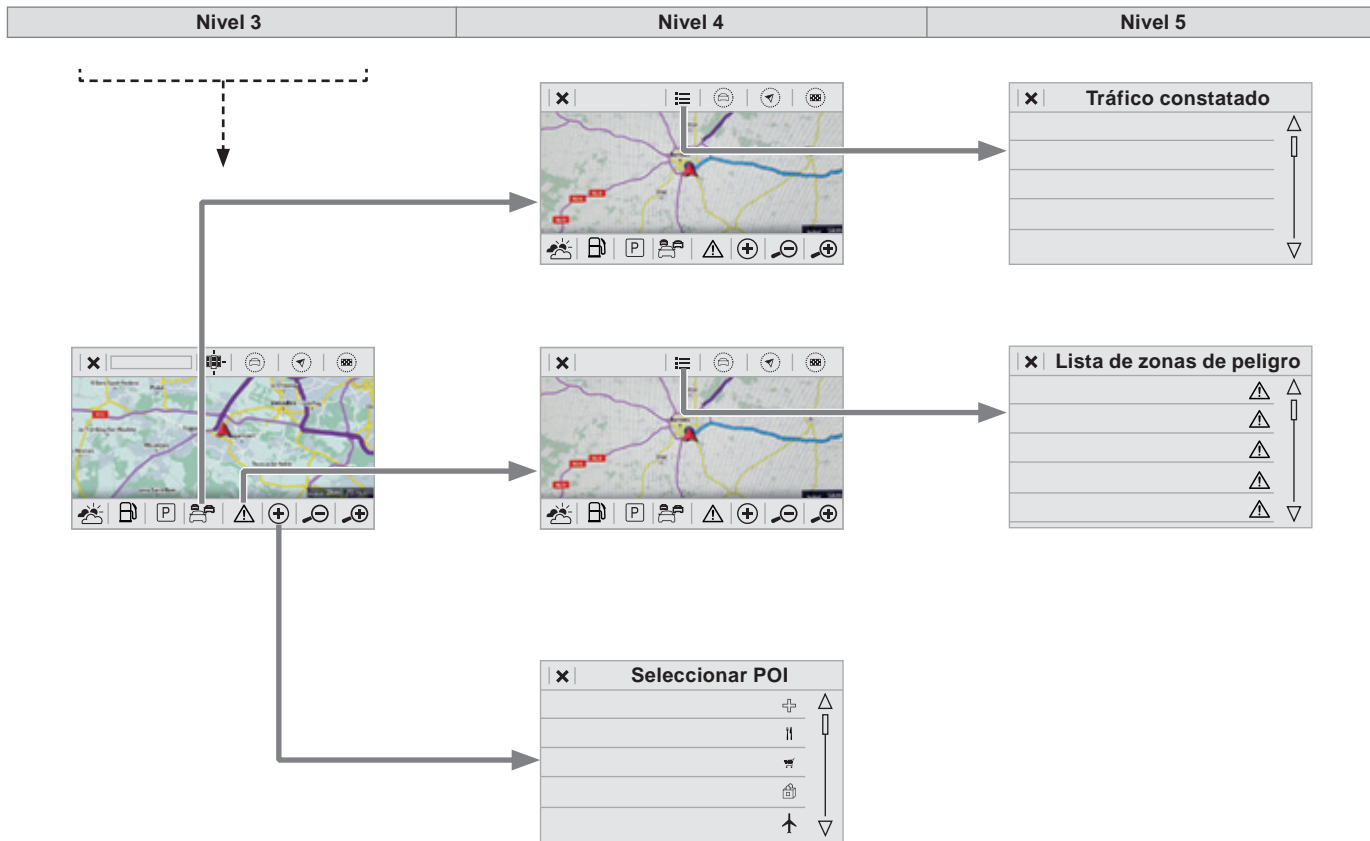 Nivel 3
Nivel 4
Nivel 5
Tráfico constatado
P
Lista de zonas de peligro
P
P
Seleccionar POI